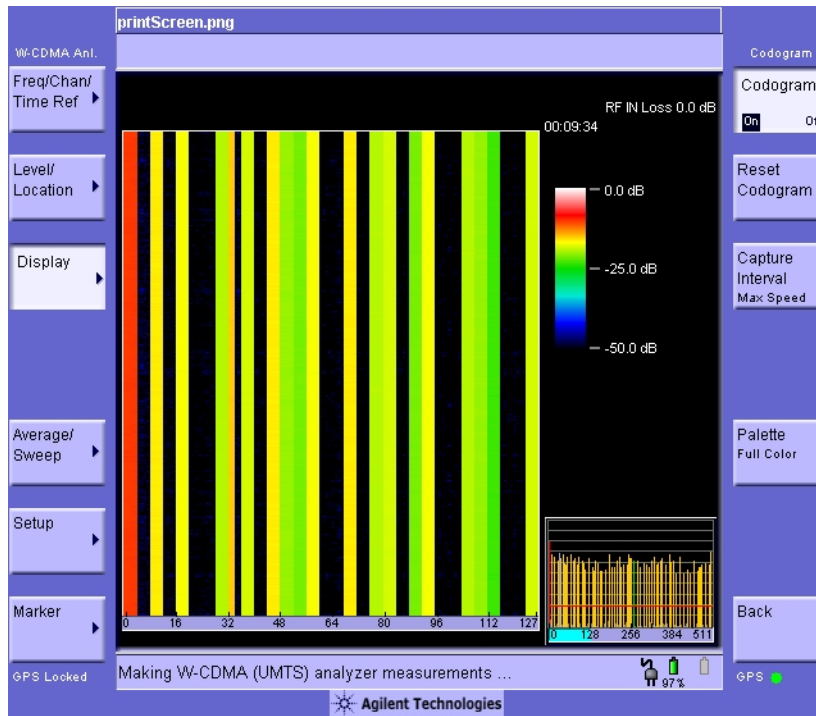 printScreen.png
W-CDMA Anl.
Codogram
Freq/Chan/
Time Ref
Level/
Location
Display
Average/
Sweep
Setup
Marker
GPS Locked
RF IN Loss 0.0 dB
00:09:34
0.0 dB
-25.0 dB
-50.0 dB
0 16 32 48 64 80 96 112 127
0 128 256 384 511
Codogram
On
Reset
Codogram
Capture
Interval
Max Speed
Palette
Full Color
Back
GPS
Making W-CDMA (UMTS) analyzer measurements ...
97%
Agilent Technologies